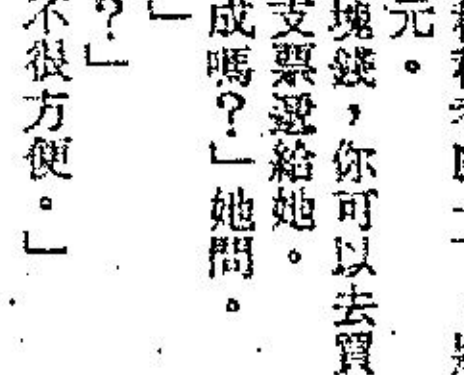 元。
塊錢，你可以去買
支票還給她。
成嗎？」她問。
」
？」
不很方便。」